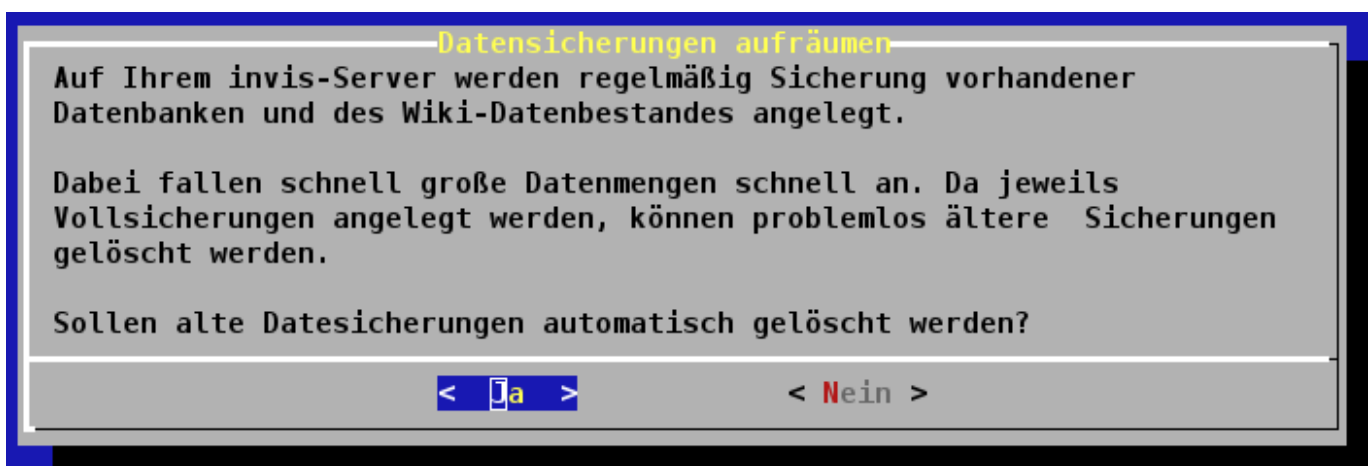 Datensicherungen aufräumen
Auf Ihrem invis-Server werden regelmäßig Sicherung vorhandener
Datenbanken und des Wiki-Datenbestandes angelegt.
Dabei fallen schnell große Datenmengen schnell an. Da jeweils
Vollsicherungen angelegt werden, können problemlos ältere  Sicherungen
gelöscht werden.
Sollen alte Datesicherungen automatisch gelöscht werden?
<  Ja  > < Nein >